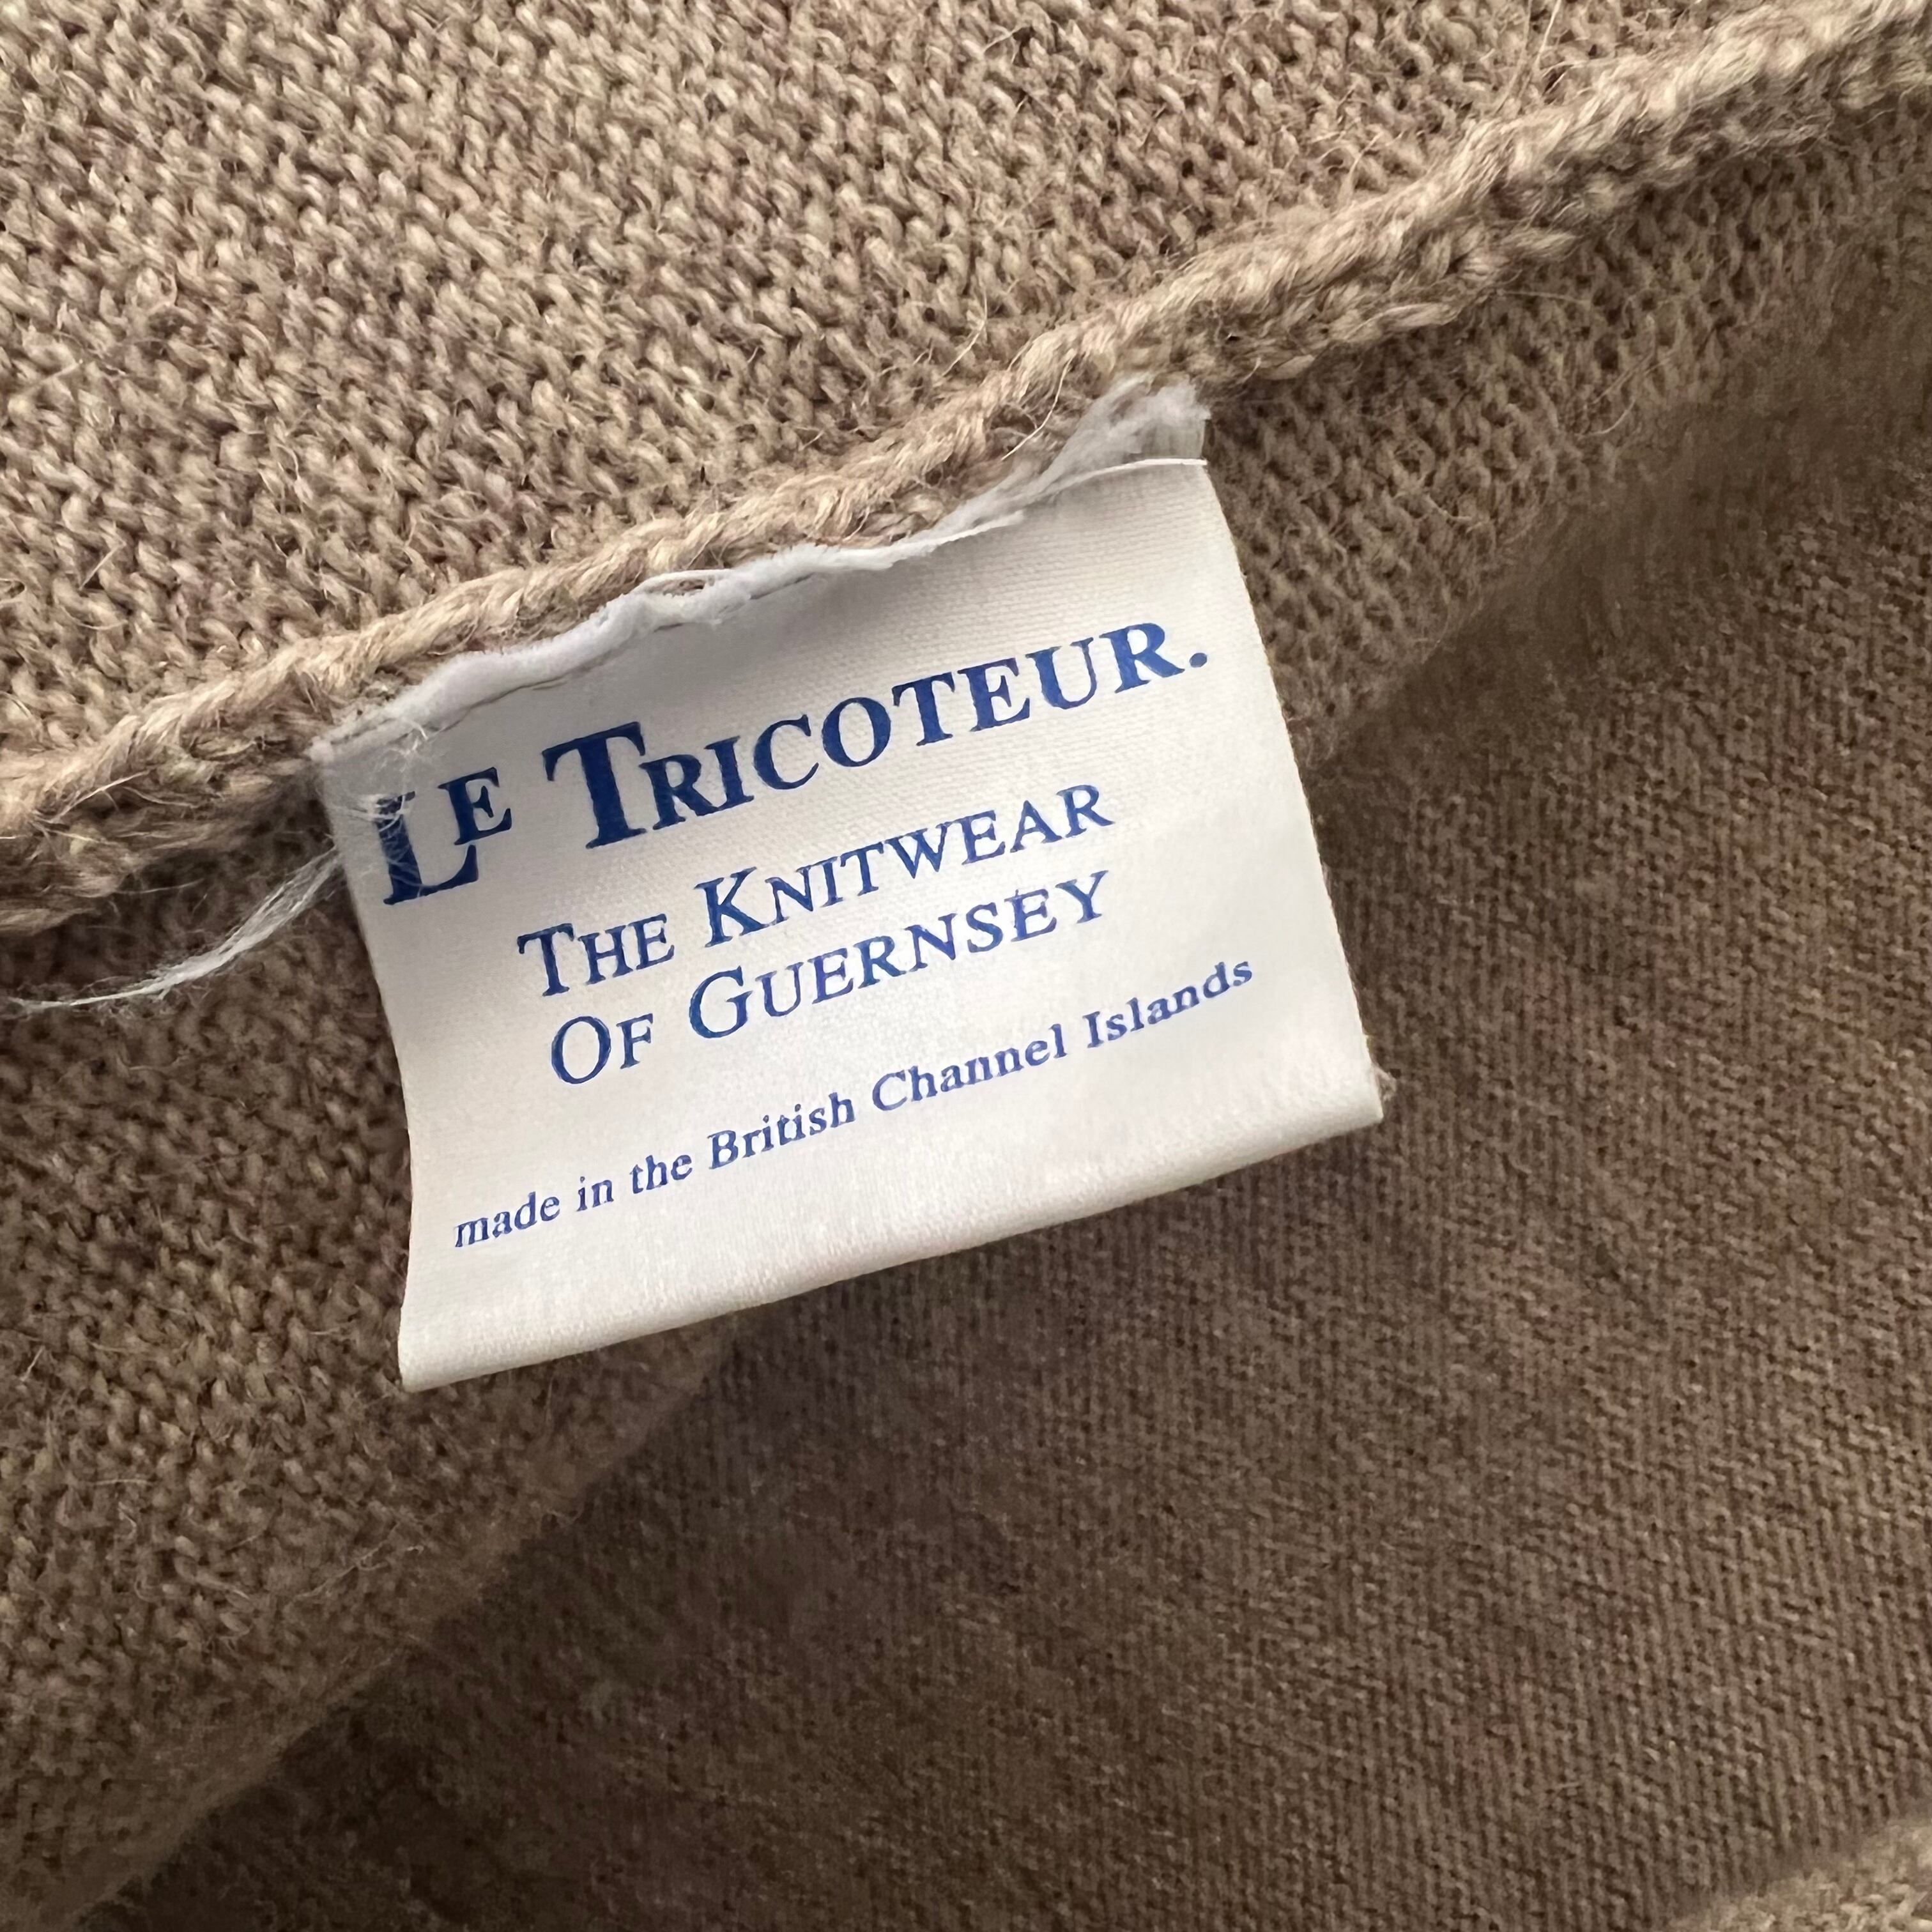 LE TRICOTEUR.
THE KNITWEAR
OF GUERNSEY
made in the British Channel Islands